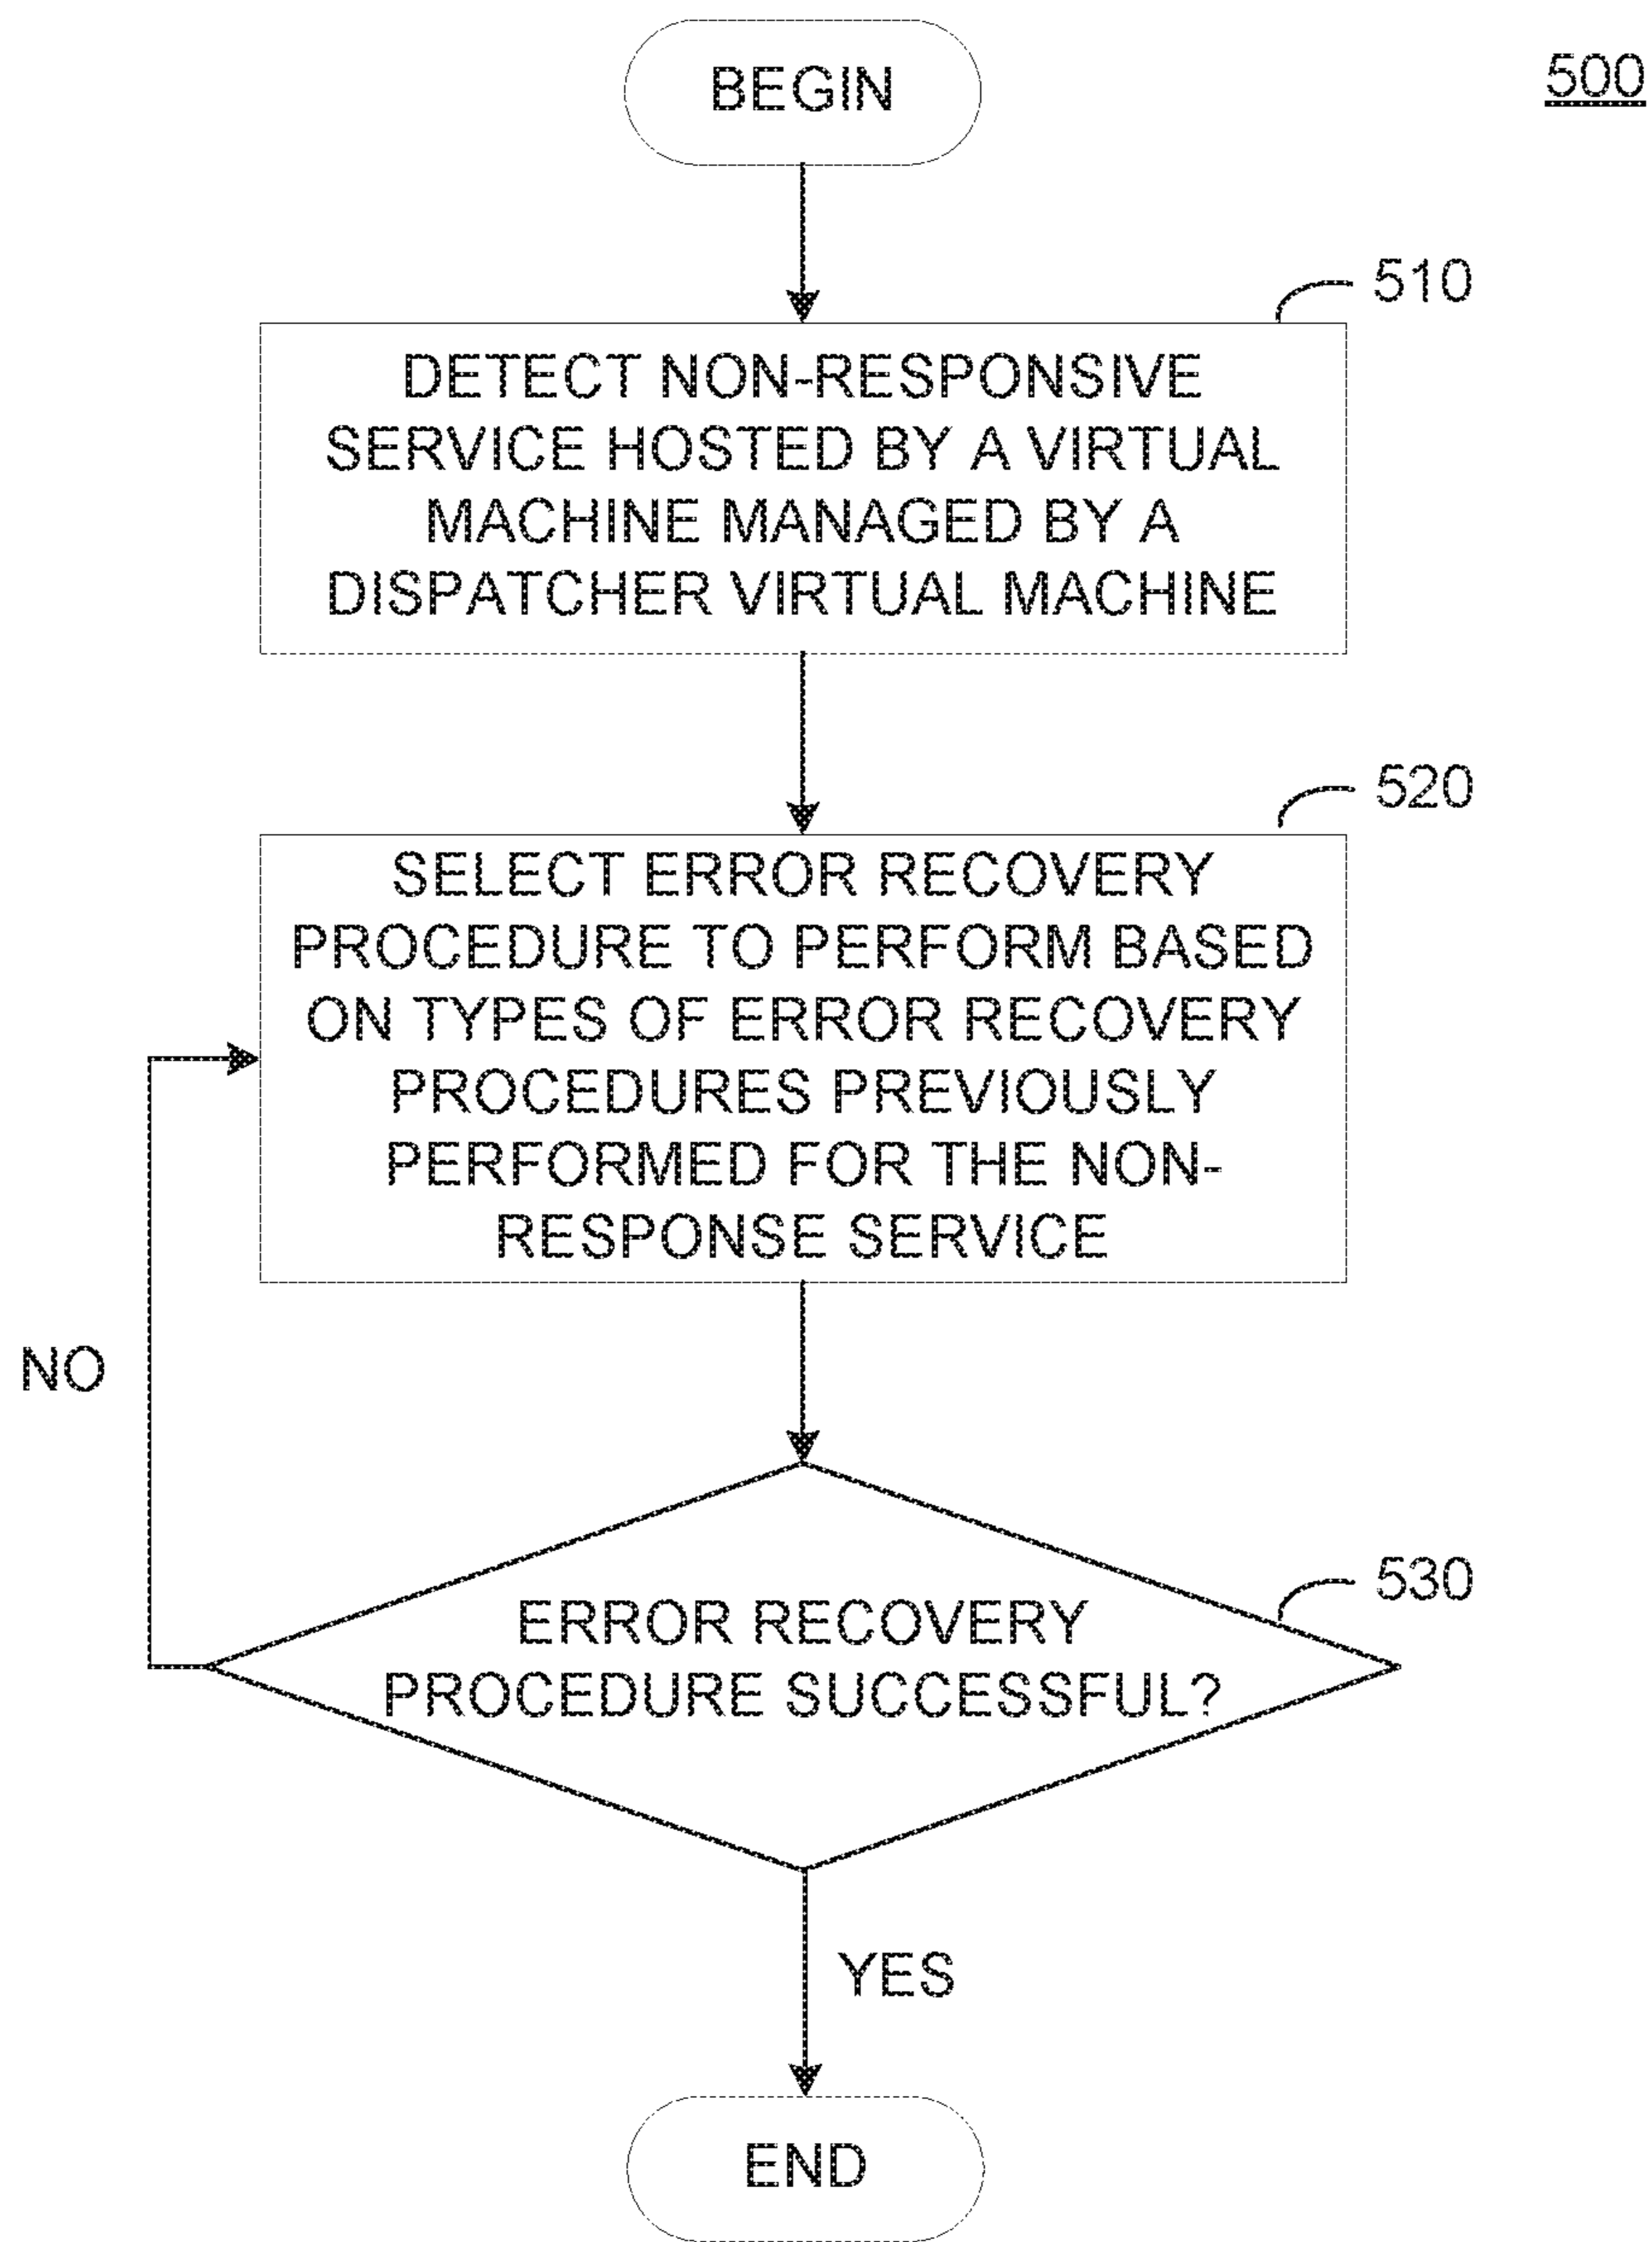 BEGIN
500
510
DETECT NON-RESPONSIVE
SERVICE HOSTED BY A VIRTUAL
MACHINE MANAGED BY A
DISPATCHER VIRTUAL MACHINE
520
SELECT ERROR RECOVERY
PROCEDURE TO PERFORM BASED
ON TYPES OF ERROR RECOVERY
PROCEDURES PREVIOUSLY
PERFORMED FOR THE NON-
RESPONSE SERVICE
NO
530
ERROR RECOVERY
PROCEDURE SUCCESSFUL?
YES
END